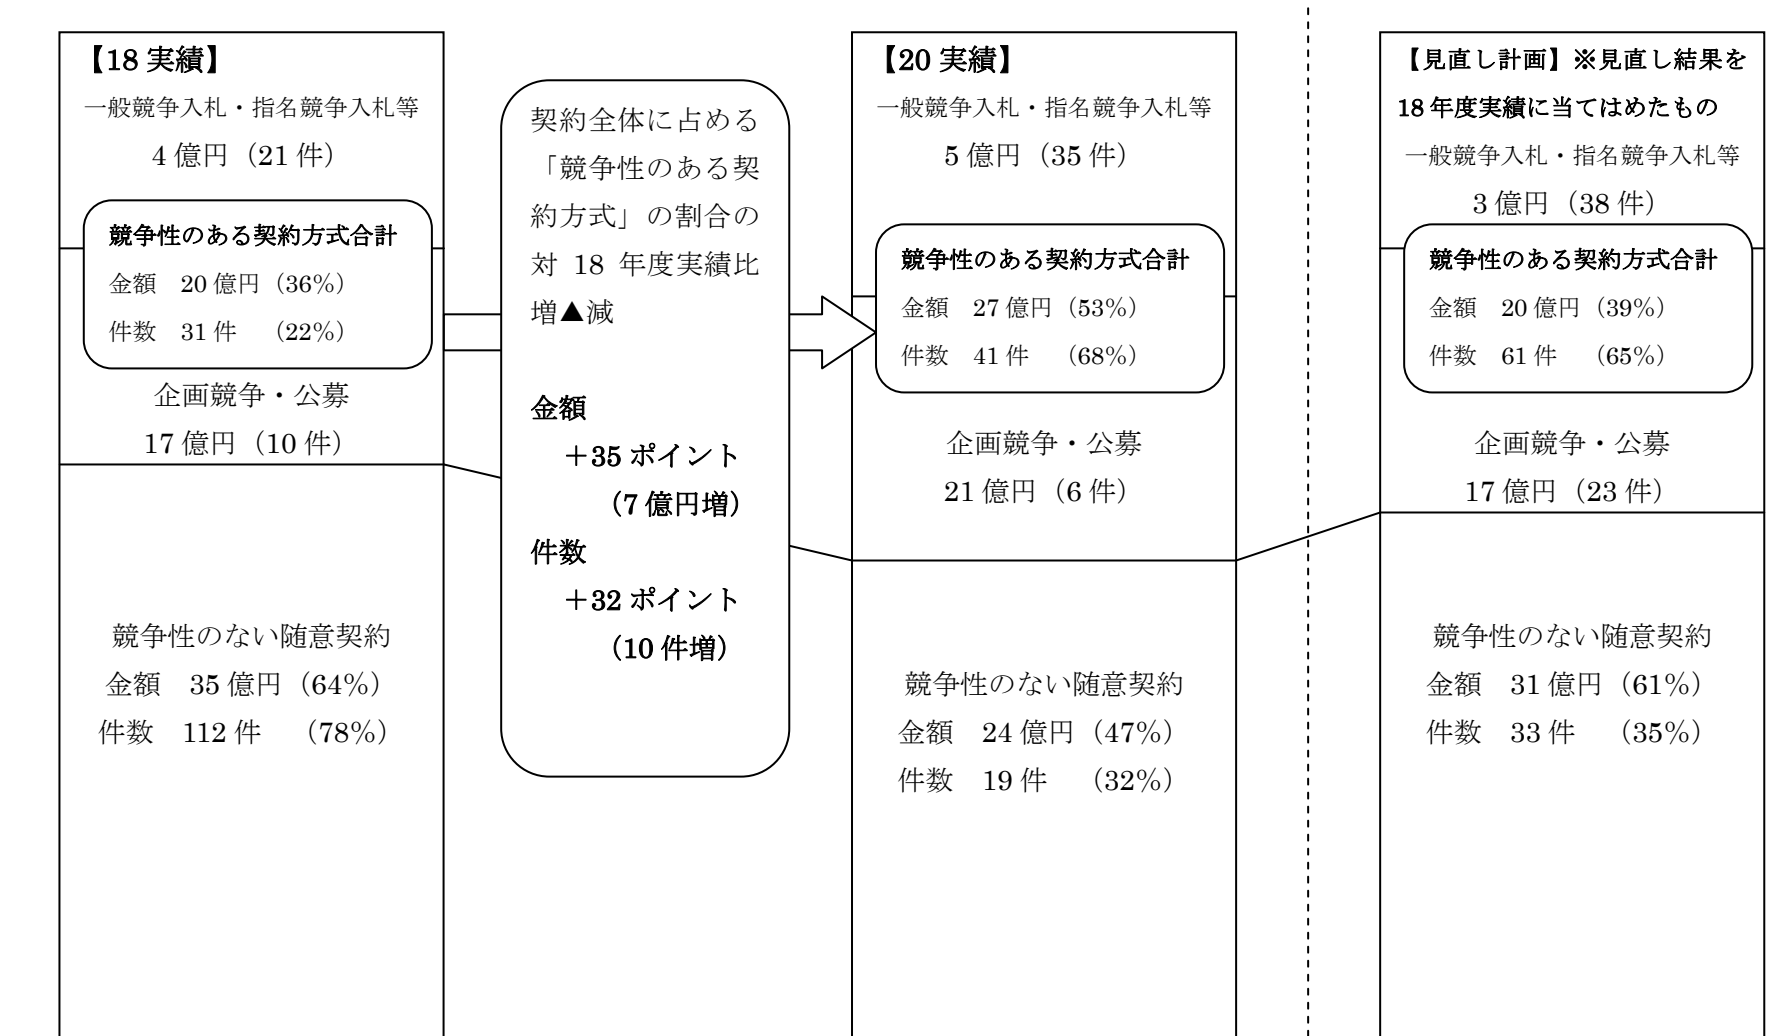 【18 実績】
一般競争入札・指名競争入札等
4 億円（21 件）
競争性のある契約方式合計
金額　20 億円（36%）
件数　31 件　（22%）
企画競争・公募
17 億円（10 件）
競争性のない随意契約
金額　35 億円（64%）
件数　112 件　（78%）
契約全体に占める
「競争性のある契
約方式」の割合の
対 18 年度実績比
増▲減
金額
＋35 ポイント
（7 億円増）
件数
＋32 ポイント
（10 件増）
【20 実績】
一般競争入札・指名競争入札等
5 億円（35 件）
競争性のある契約方式合計
金額　27 億円（53%）
件数　41 件　（68%）
企画競争・公募
21 億円（6 件）
競争性のない随意契約
金額　24 億円（47%）
件数　19 件　（32%）
【見直し計画】※見直し結果を
18 年度実績に当てはめたもの
一般競争入札・指名競争入札等
3 億円（38 件）
競争性のある契約方式合計
金額　20 億円（39%）
件数　61 件　（65%）
企画競争・公募
17 億円（23 件）
競争性のない随意契約
金額　31 億円（61%）
件数　33 件　（35%）